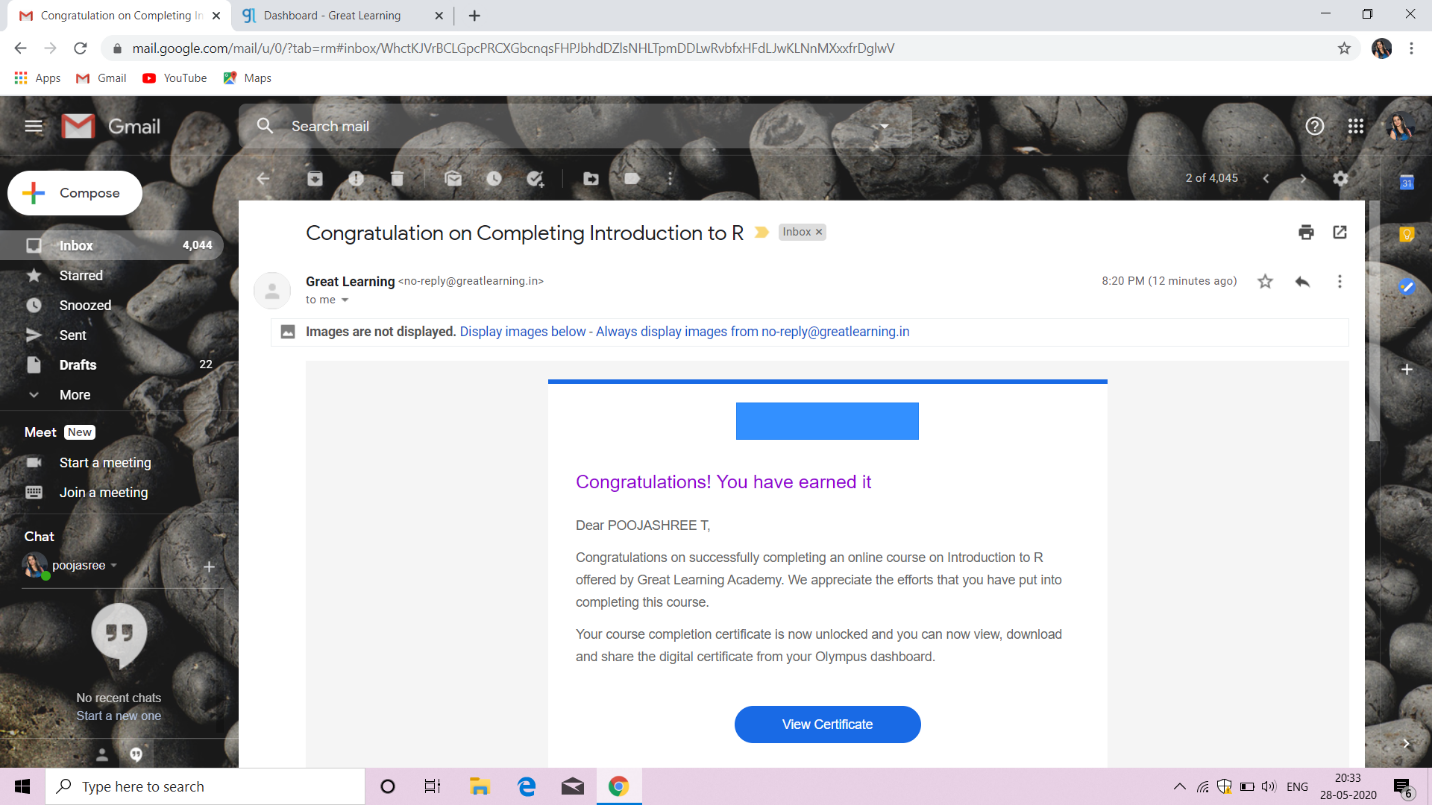 Congratulation on Completing In
Dashboard - Great Learning
mail.google.com/mail/u/0/?tab=rm#inbox/WhctKJVrBCLGpcPRCXGbcnqsFHPJbhdDZlsNHLTpmDDLwRvbfxHFdLJwKLNnMXxxfrDglwV
Apps
Gmail
YouTube
Maps
Gmail
Search mail
Compose
2 of 4,045
31
Inbox 4,044
Starred
Snoozed
Sent
Drafts 22
More
Meet New
Start a meeting
Join a meeting
Chat
poojasree
No recent chats
Start a new one
Congratulation on Completing Introduction to R Inbox
Great Learning <no-reply@greatlearning.in>
8:20 PM (12 minutes ago)
to me
Images are not displayed. Display images below - Always display images from no-reply@greatlearning.in
Congratulations! You have earned it
Dear POOJASHREE T,
Congratulations on successfully completing an online course on Introduction to R
offered by Great Learning Academy. We appreciate the efforts that you have put into
completing this course.
Your course completion certificate is now unlocked and you can now view, download
and share the digital certificate from your Olympus dashboard.
View Certificate
Type here to search
ENG
20:33
28-05-2020
6